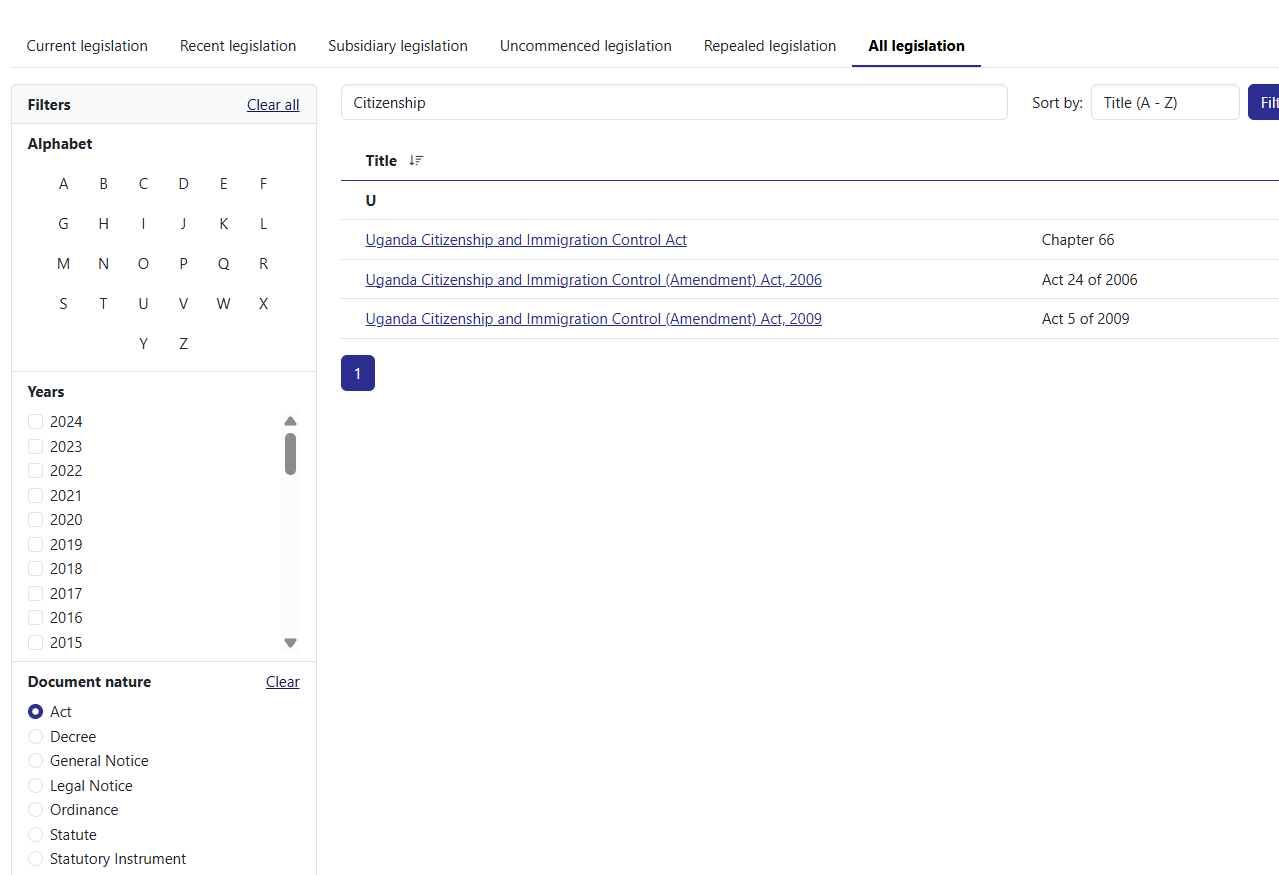 Current legislation Recent legislation Subsidiary legislation Uncommenced legislation Repealed legislation All legislation
Filters Clear all
Alphabet
A B C D E F
G H I J K L
M N O P Q R
S T U V W X
Y Z
Years
2024
2023
2022
2021
2020
2019
2018
2017
2016
2015
Document nature Clear
Act
Decree
General Notice
Legal Notice
Ordinance
Statute
Statutory Instrument
Citizenship Sort by: Title (A - Z)
Title
U
Uganda Citizenship and Immigration Control Act Chapter 66
Uganda Citizenship and Immigration Control (Amendment) Act, 2006 Act 24 of 2006
Uganda Citizenship and Immigration Control (Amendment) Act, 2009 Act 5 of 2009
1